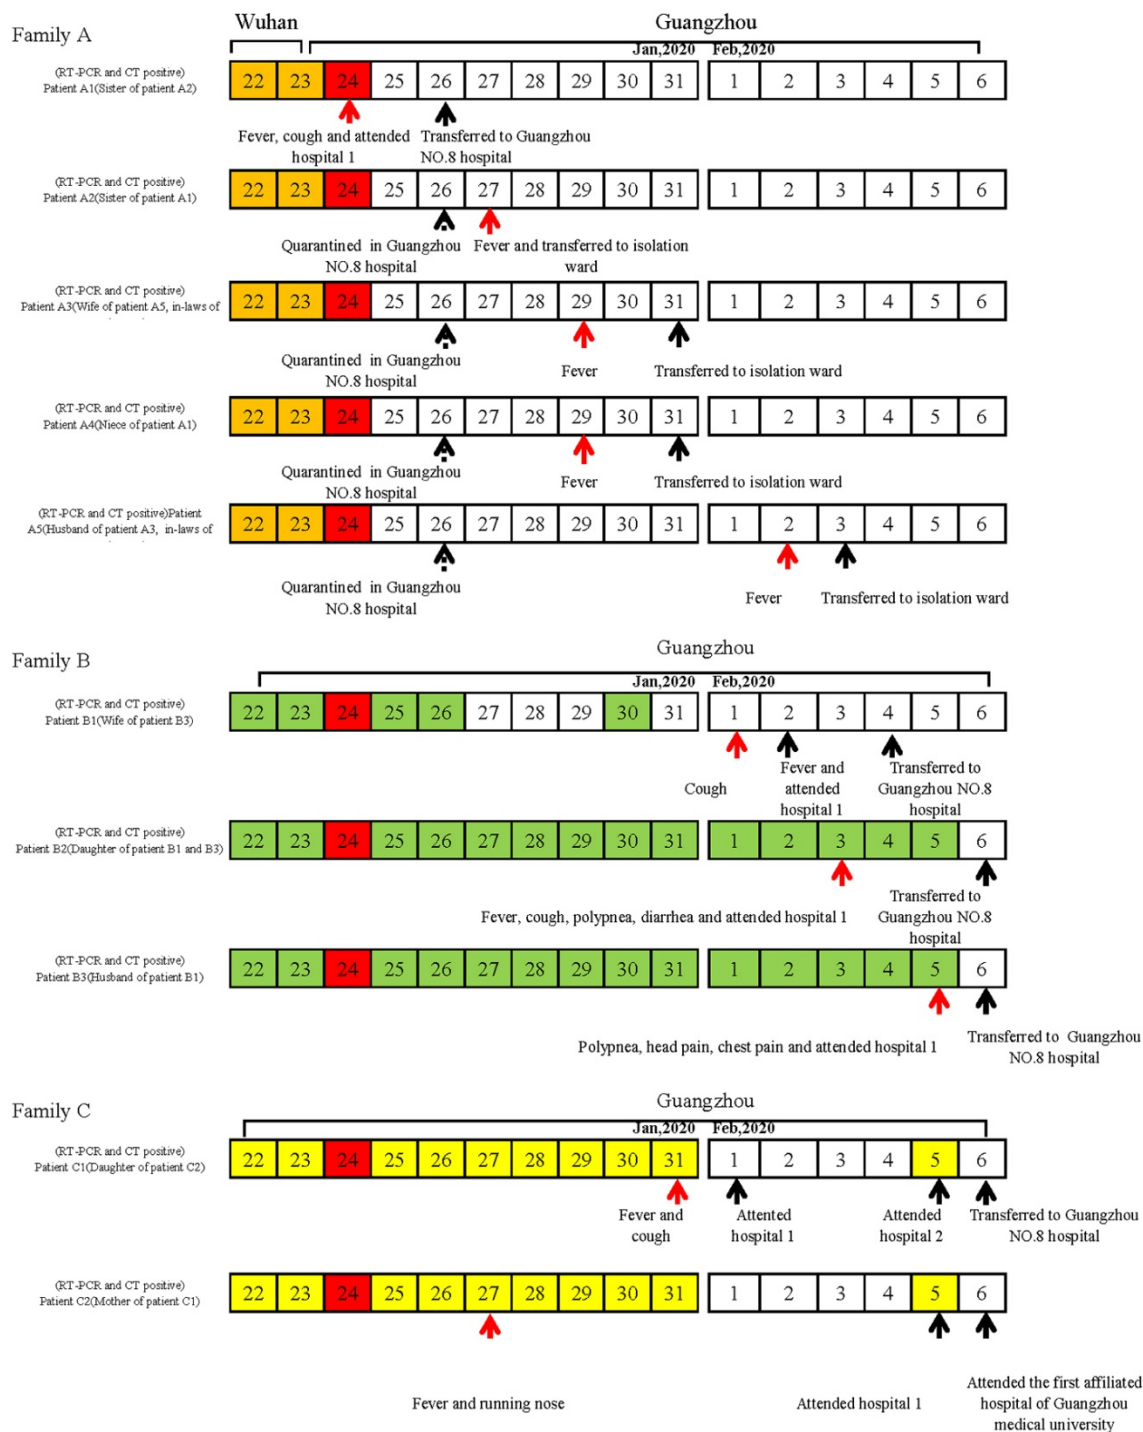 Wuhan
Guangzhou
Family A
Jan,2020 Feb,2020
(RT-PCR and CT positive)
Patient A1(Sister of patient A2)
22 23 24 25 26 27 28 29 30 31 1 2 3 4 5 6
Fever, cough and attended
hospital 1
Transferred to Guangzhou
NO.8 hospital
(RT-PCR and CT positive)
Patient A2(Sister of patient A1)
22 23 24 25 26 27 28 29 30 31 1 2 3 4 5 6
Quarantined in Guangzhou
NO.8 hospital
Fever and transferred to isolation
ward
(RT-PCR and CT positive)
Patient A3(Wife of patient A5, in-laws of
22 23 24 25 26 27 28 29 30 31 1 2 3 4 5 6
Quarantined in Guangzhou
NO.8 hospital
Fever
Transferred to isolation ward
(RT-PCR and CT positive)
Patient A4(Niece of patient A1)
22 23 24 25 26 27 28 29 30 31 1 2 3 4 5 6
Quarantined in Guangzhou
NO.8 hospital
Fever
Transferred to isolation ward
(RT-PCR and CT positive)Patient
A5(Husband of patient A3, in-laws of
22 23 24 25 26 27 28 29 30 31 1 2 3 4 5 6
Quarantined in Guangzhou
NO.8 hospital
Fever
Transferred to isolation ward
Guangzhou
Family B
Jan,2020 Feb,2020
(RT-PCR and CT positive)
Patient B1(Wife of patient B3)
22 23 24 25 26 27 28 29 30 31 1 2 3 4 5 6
Cough
Fever and
attended
hospital 1
Transferred to
Guangzhou NO.8
hospital
(RT-PCR and CT positive)
Patient B2(Daughter of patient B1 and B3)
22 23 24 25 26 27 28 29 30 31 1 2 3 4 5 6
Fever, cough, polypnea, diarrhea and attended hospital 1
Transferred to
Guangzhou NO.8
hospital
(RT-PCR and CT positive)
Patient B3(Husband of patient B1)
22 23 24 25 26 27 28 29 30 31 1 2 3 4 5 6
Polypnea, head pain, chest pain and attended hospital 1
Transferred to Guangzhou
NO.8 hospital
Guangzhou
Family C
Jan,2020 Feb,2020
(RT-PCR and CT positive)
Patient C1(Daughter of patient C2)
22 23 24 25 26 27 28 29 30 31 1 2 3 4 5 6
Fever and
cough
Attented
hospital 1
Attended
hospital 2
Transferred to Guangzhou
NO.8 hospital
(RT-PCR and CT positive)
Patient C2(Mother of patient C1)
22 23 24 25 26 27 28 29 30 31 1 2 3 4 5 6
Fever and running nose
Attended hospital 1
Attended the first affiliated
hospital of Guangzhou
medical university